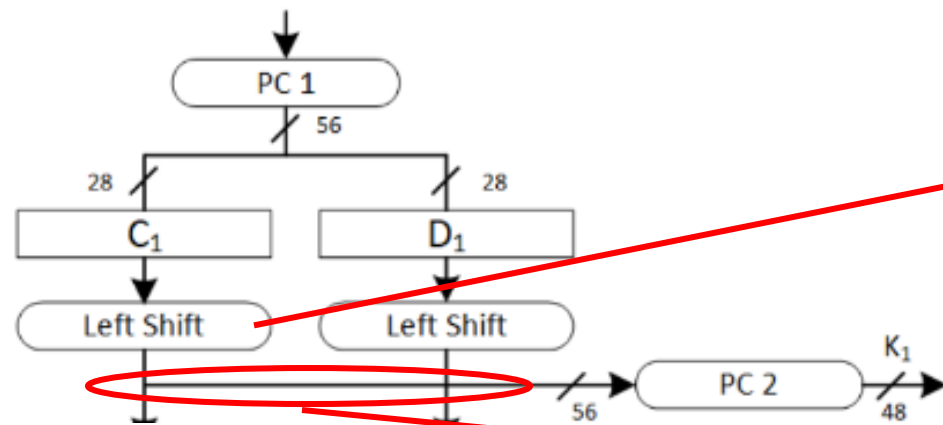 PC 1
56
28 28
C₁ D₁
Left Shift Left Shift
K₁
PC 2
56 48